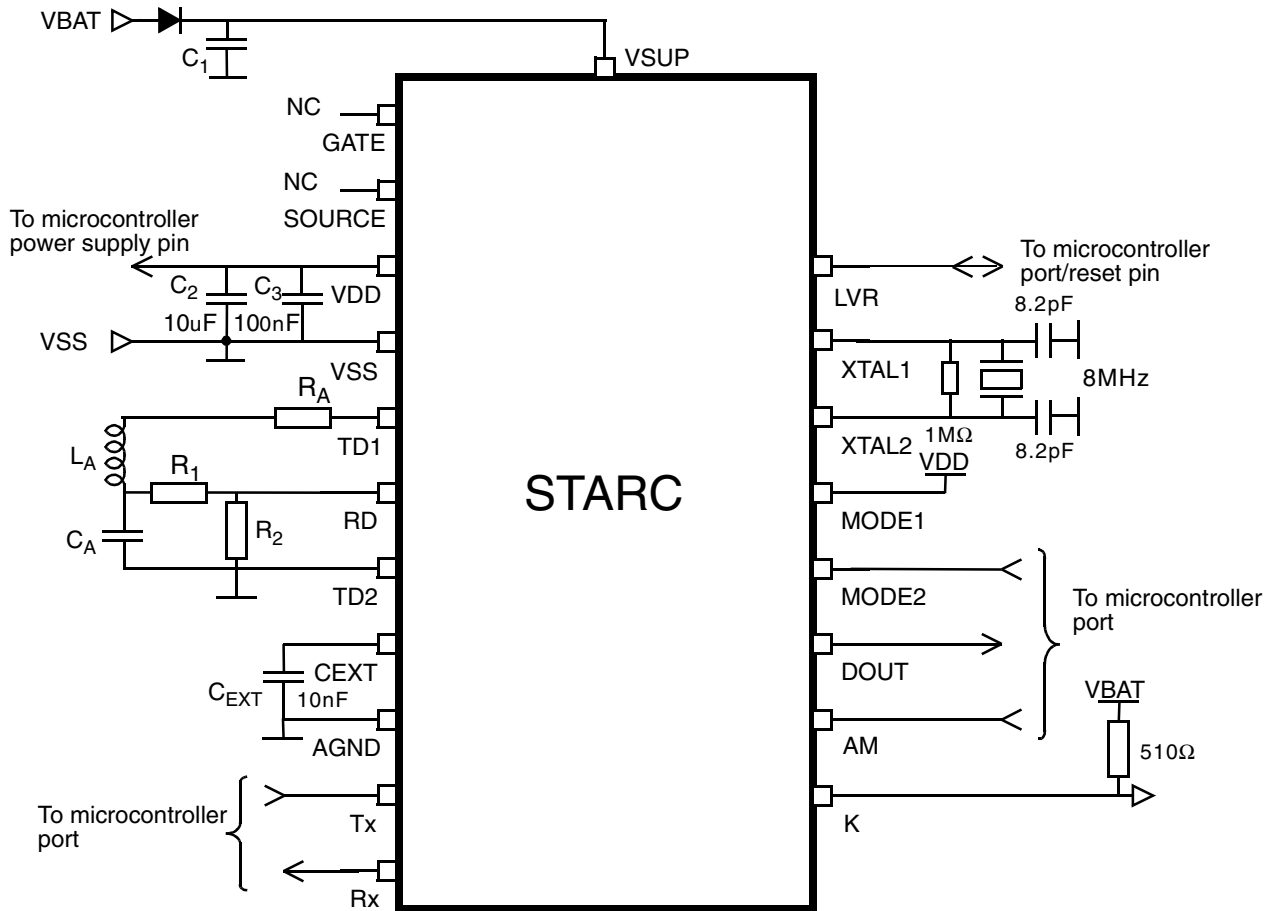 VBAT
C1
VSUP
NC
GATE
NC
SOURCE
To microcontroller
power supply pin
C2
C3
VDD
10uF
100nF
VSS
VSS
RA
TD1
LA
R1
RD
R2
CA
TD2
CEXT
CEXT
10nF
AGND
To microcontroller
port
Tx
Rx
STARC
LVR
To microcontroller
port/reset pin
8.2pF
XTAL1
8MHz
XTAL2
1MΩ
8.2pF
VDD
MODE1
MODE2
To microcontroller
port
DOUT
VBAT
AM
510Ω
K